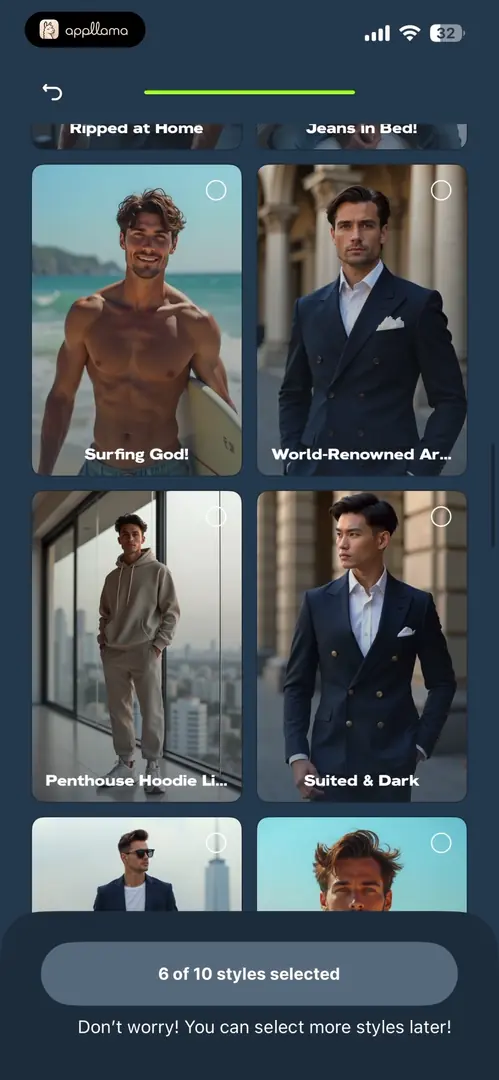 appllama
32
Ripped at Home
Jeans in Bed!
Surfing God!
World-Renowned Ar...
Penthouse Hoodie Li...
Suited & Dark
6 of 10 styles selected
Don’t worry! You can select more styles later!